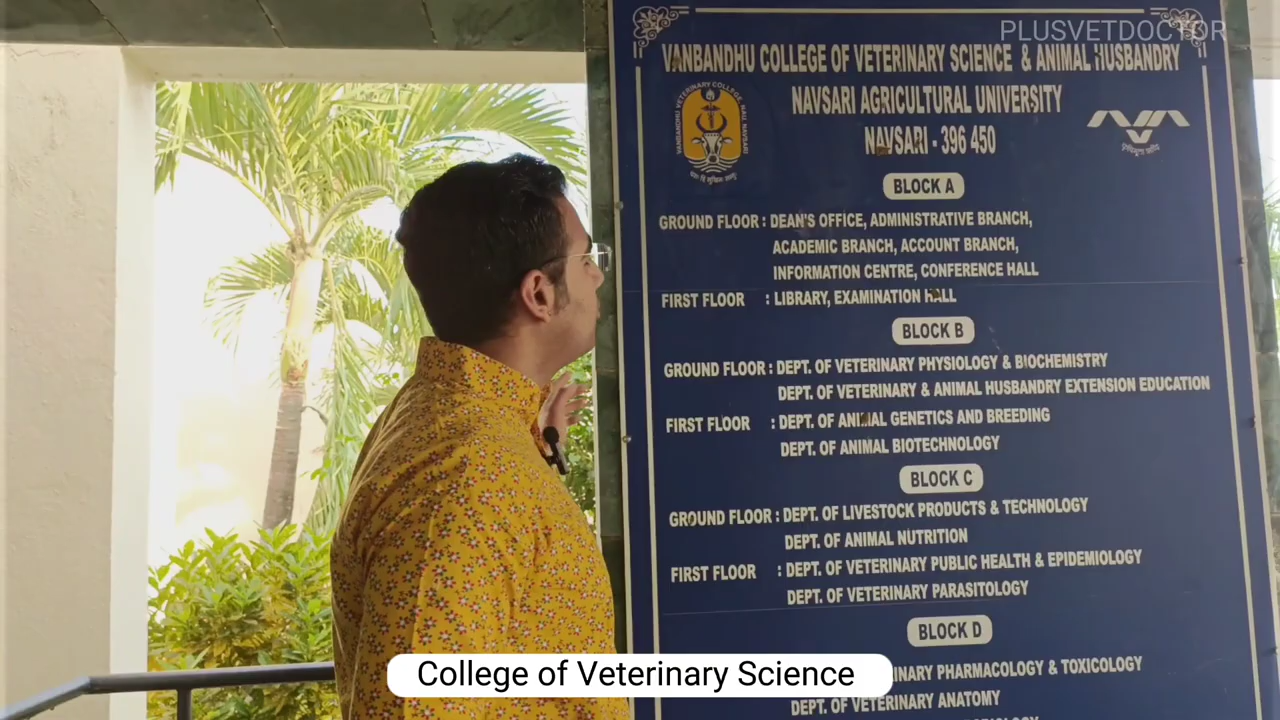 PLUSVETDOCTOR
VANBANDHU COLLEGE OF VETERINARY SCIENCE & ANIMAL HUSBANDRY
NAVSARI AGRICULTURAL UNIVERSITY
NAVSARI - 396 450
VANBANDHU VETERINARY COLLEGE NAU, NAVSARI
BLOCK A
GROUND FLOOR : DEAN'S OFFICE, ADMINISTRATIVE BRANCH,
ACADEMIC BRANCH, ACCOUNT BRANCH,
INFORMATION CENTRE, CONFERENCE HALL
FIRST FLOOR : LIBRARY, EXAMINATION HALL
BLOCK B
GROUND FLOOR : DEPT. OF VETERINARY PHYSIOLOGY & BIOCHEMISTRY
DEPT. OF VETERINARY & ANIMAL HUSBANDRY EXTENSION EDUCATION
FIRST FLOOR : DEPT. OF ANIMAL GENETICS AND BREEDING
DEPT. OF ANIMAL BIOTECHNOLOGY
BLOCK C
GROUND FLOOR : DEPT. OF LIVESTOCK PRODUCTS & TECHNOLOGY
DEPT. OF ANIMAL NUTRITION
FIRST FLOOR : DEPT. OF VETERINARY PUBLIC HEALTH & EPIDEMIOLOGY
DEPT. OF VETERINARY PARASITOLOGY
BLOCK D
PHARMACOLOGY & TOXICOLOGY
DEPT. OF VETERINARY ANATOMY
College of Veterinary Science